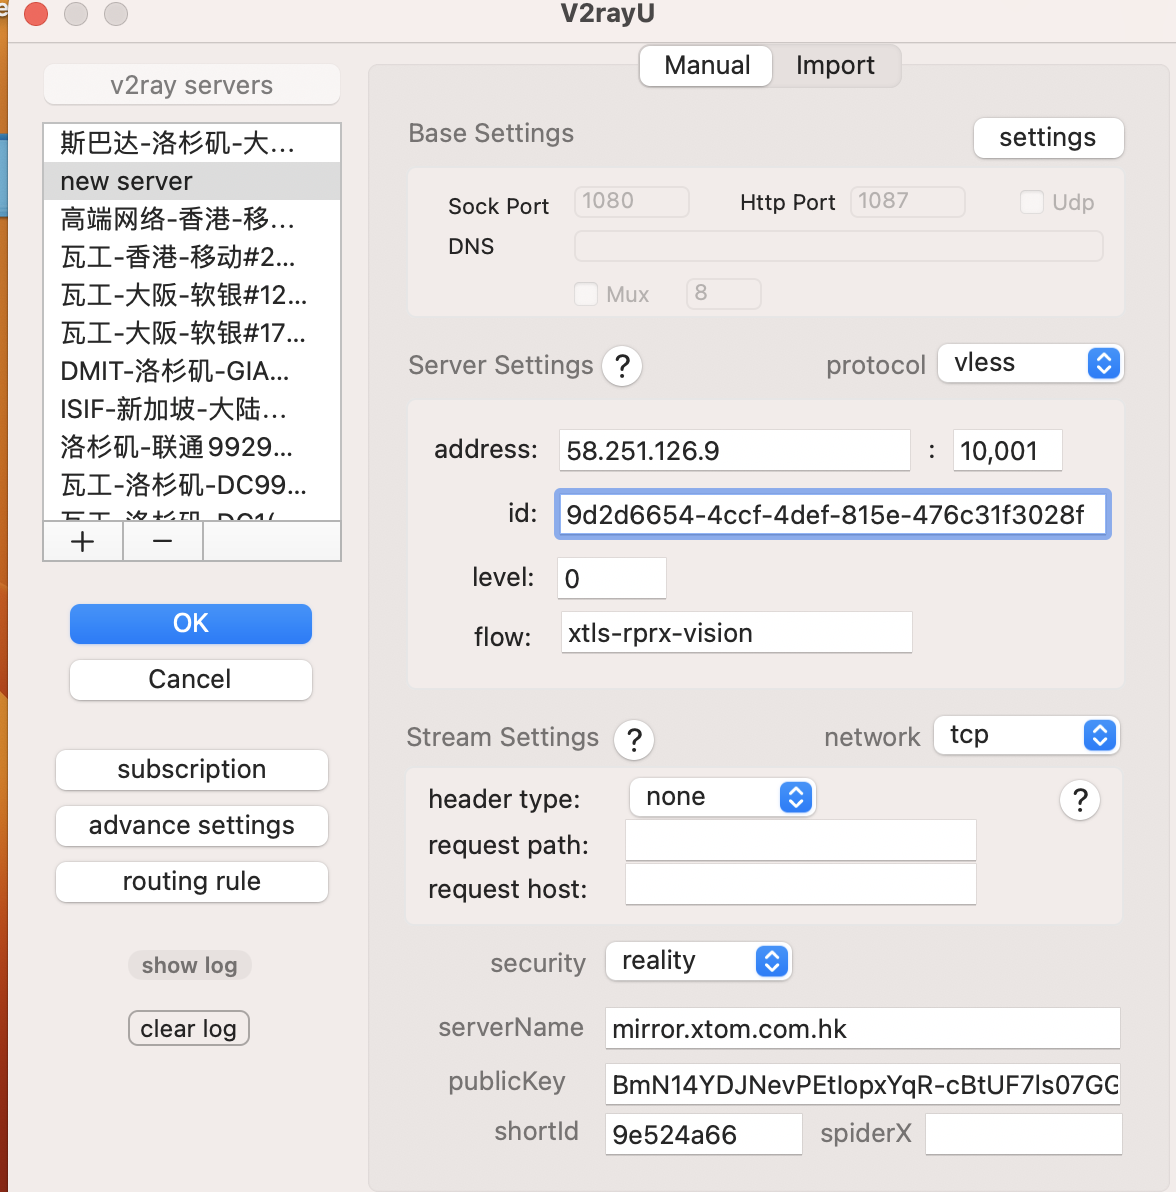 V2rayU
v2ray servers
斯巴达-洛杉矶-大...
new server
高端网络-香港-移...
瓦工-香港-移动#2...
瓦工-大阪-软银#12...
瓦工-大阪-软银#17...
DMIT-洛杉矶-GIA...
ISIF-新加坡-大陆...
洛杉矶-联通9929...
瓦工-洛杉矶-DC99...
+
−
OK
Cancel
subscription
advance settings
routing rule
show log
clear log
Manual Import
Base Settings settings
Sock Port 1080 Http Port 1087 Udp
DNS
Mux 8
Server Settings ? protocol vless
address: 58.251.126.9 : 10,001
id: 9d2d6654-4ccf-4def-815e-476c31f3028f
level: 0
flow: xtls-rprx-vision
Stream Settings ? network tcp
header type: none ?
request path:
request host:
security reality
serverName mirror.xtom.com.hk
publicKey BmN14YDJNevPEtIopxYqR-cBtUF7ls07GG
shortId 9e524a66 spiderX